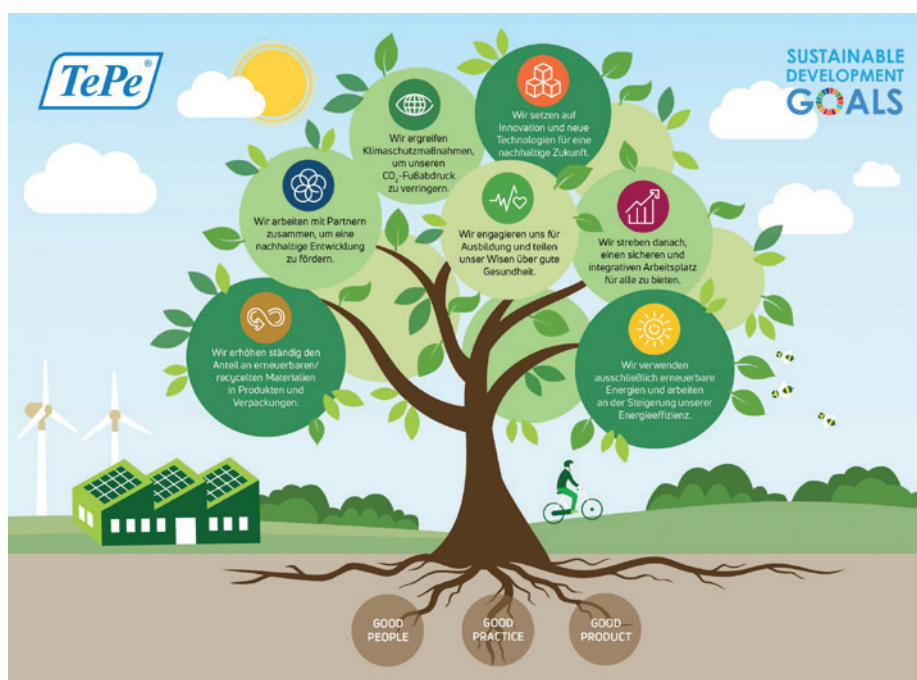 TePe®
SUSTAINABLE
DEVELOPMENT
GOALS
Wir setzen auf
Innovation und neue
Technologien für eine
nachhaltige Zukunft.
Wir ergreifen
Klimaschutzmaßnahmen,
um unseren
CO₂-Fußabdruck
zu verringern.
Wir arbeiten mit Partnern
zusammen, um eine
nachhaltige Entwicklung
zu fördern.
Wir engagieren uns für
Ausbildung und teilen
unser Wisen über gute
Gesundheit.
Wir streben danach,
einen sicheren und
integrativen Arbeitsplatz
für alle zu bieten.
Wir erhöhen ständig den
Anteil an erneuerbaren/
recycelten Materialien
in Produkten und
Verpackungen.
Wir verwenden
ausschließlich erneuerbare
Energien und arbeiten
an der Steigerung unserer
Energieeffizienz.
GOOD
PEOPLE
GOOD
PRACTICE
GOOD
PRODUCT